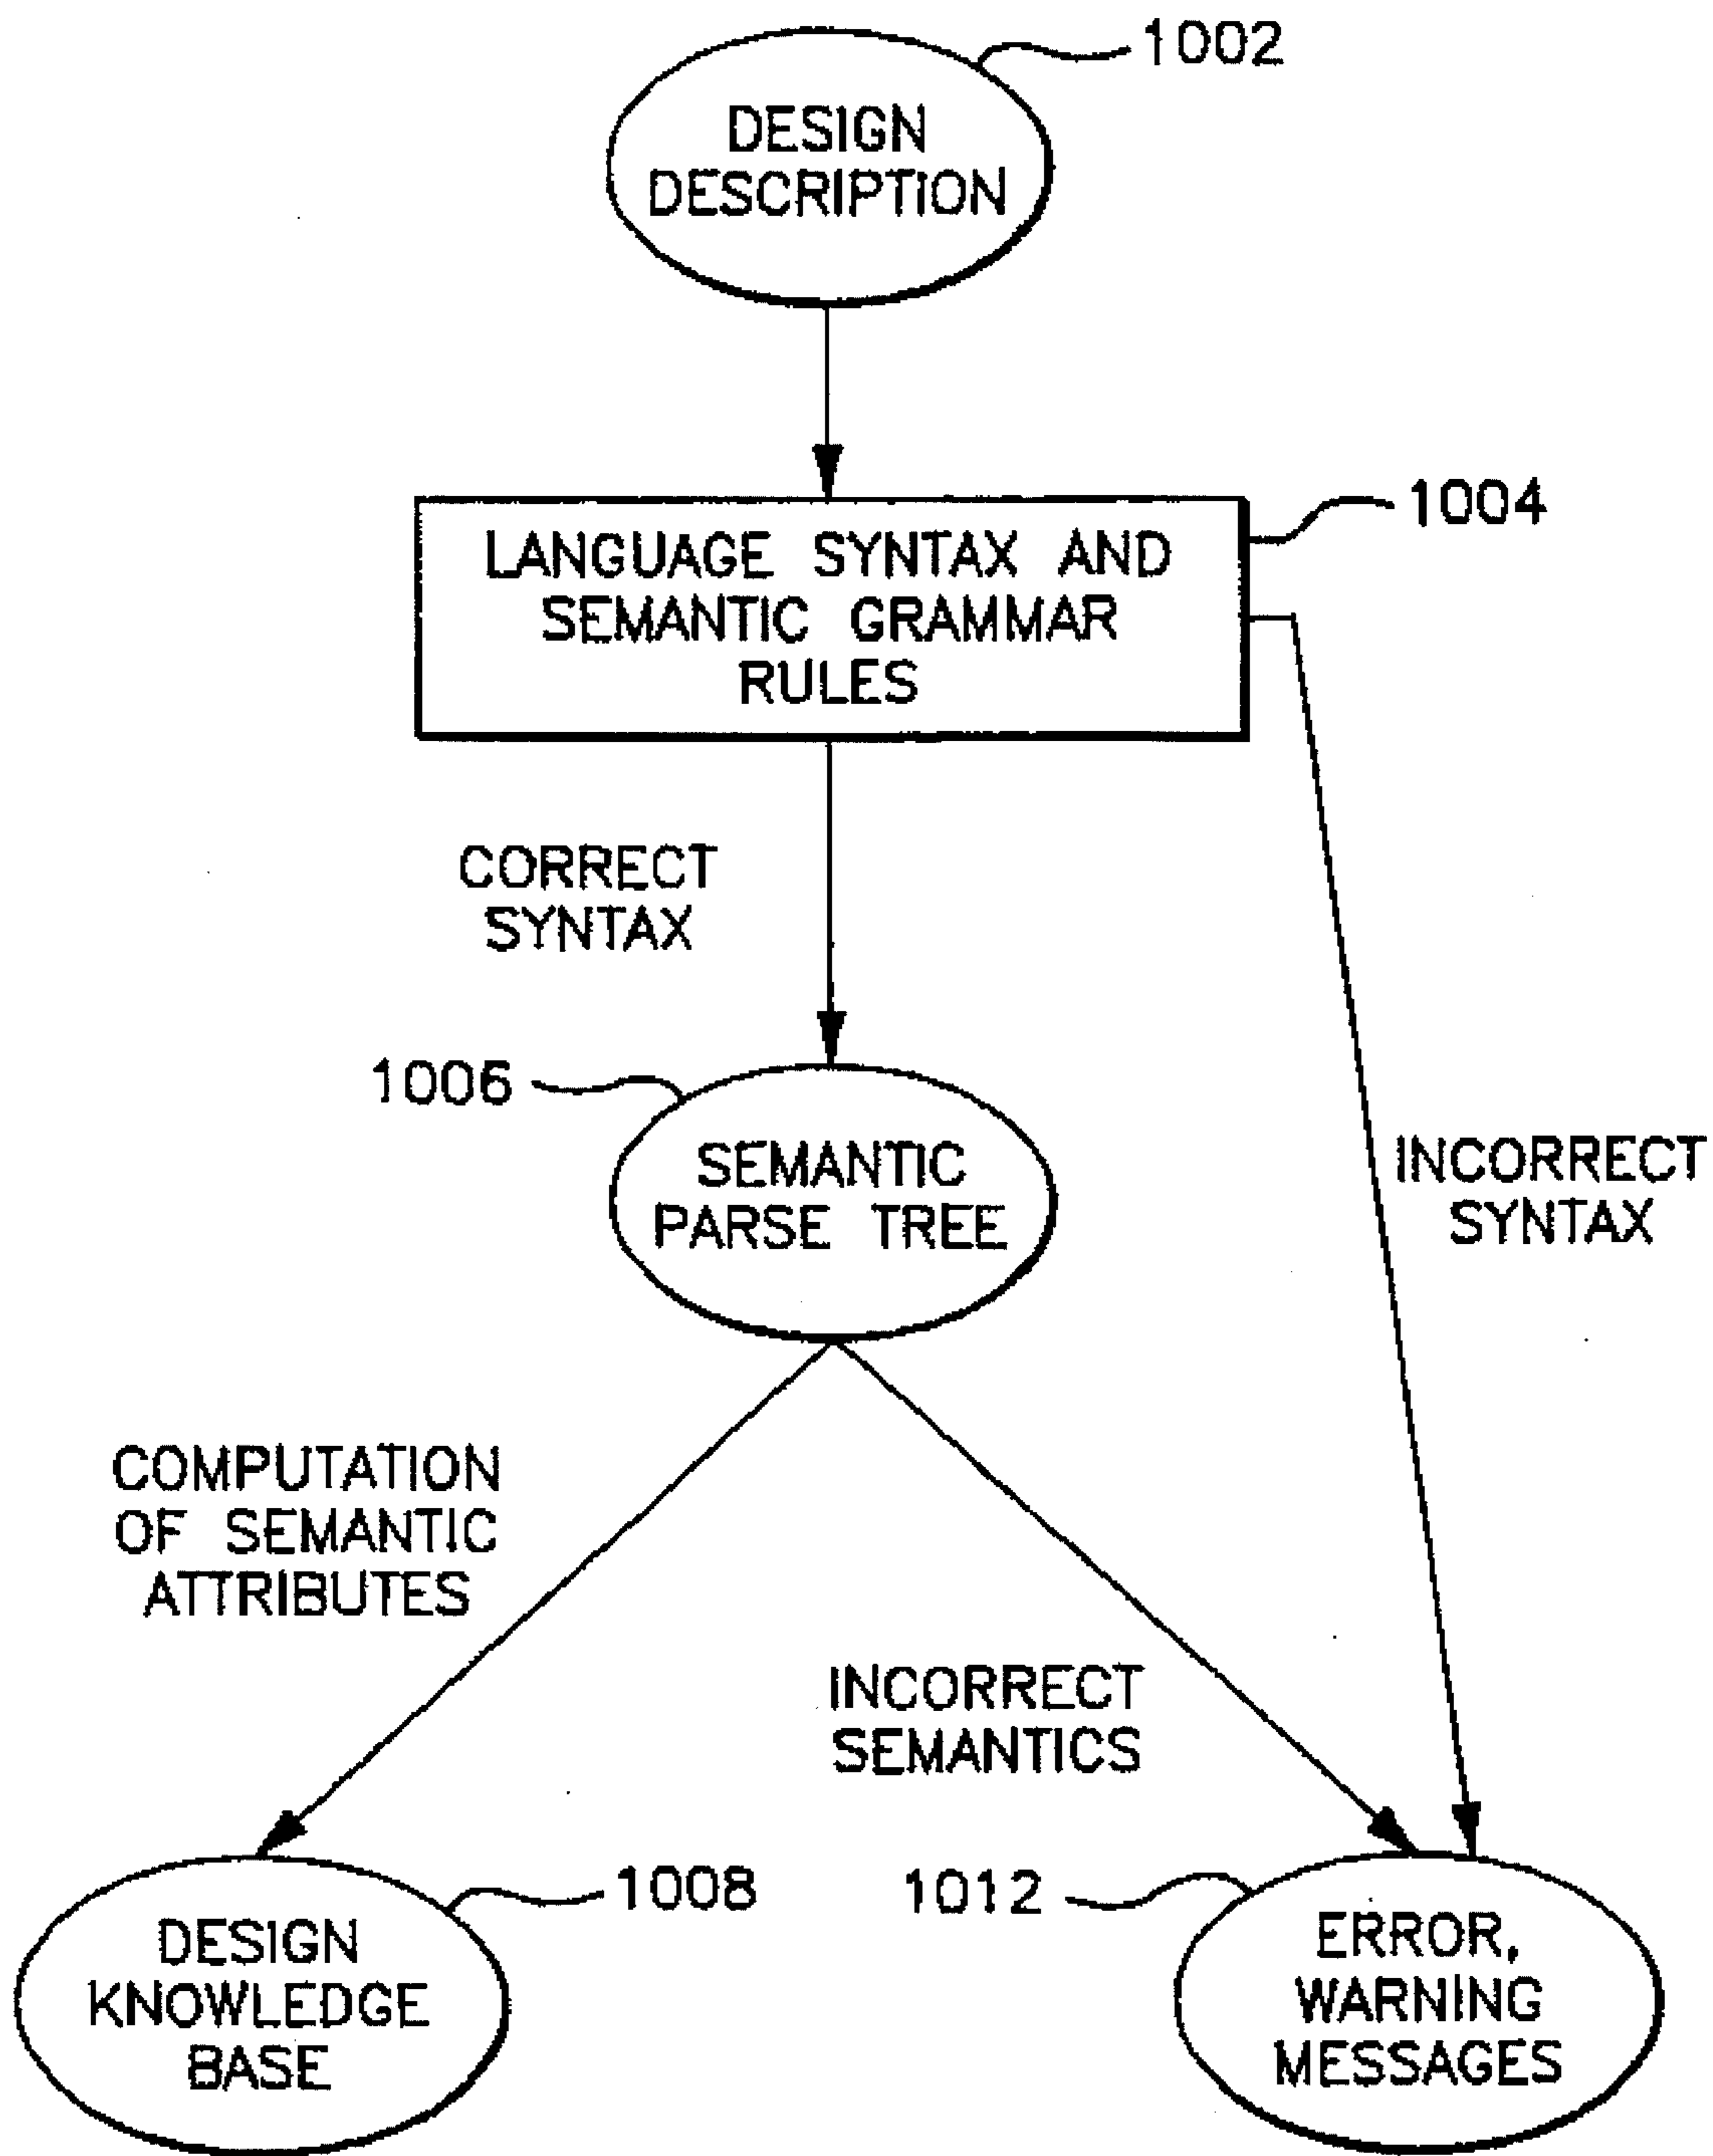 1002
DESIGN
DESCRIPTION
1004
LANGUAGE SYNTAX AND
SEMANTIC GRAMMAR
RULES
CORRECT
SYNTAX
1006
SEMANTIC
PARSE TREE
INCORRECT
SYNTAX
COMPUTATION
OF SEMANTIC
ATTRIBUTES
INCORRECT
SEMANTICS
1008
DESIGN
KNOWLEDGE
BASE
1012
ERROR,
WARNING
MESSAGES